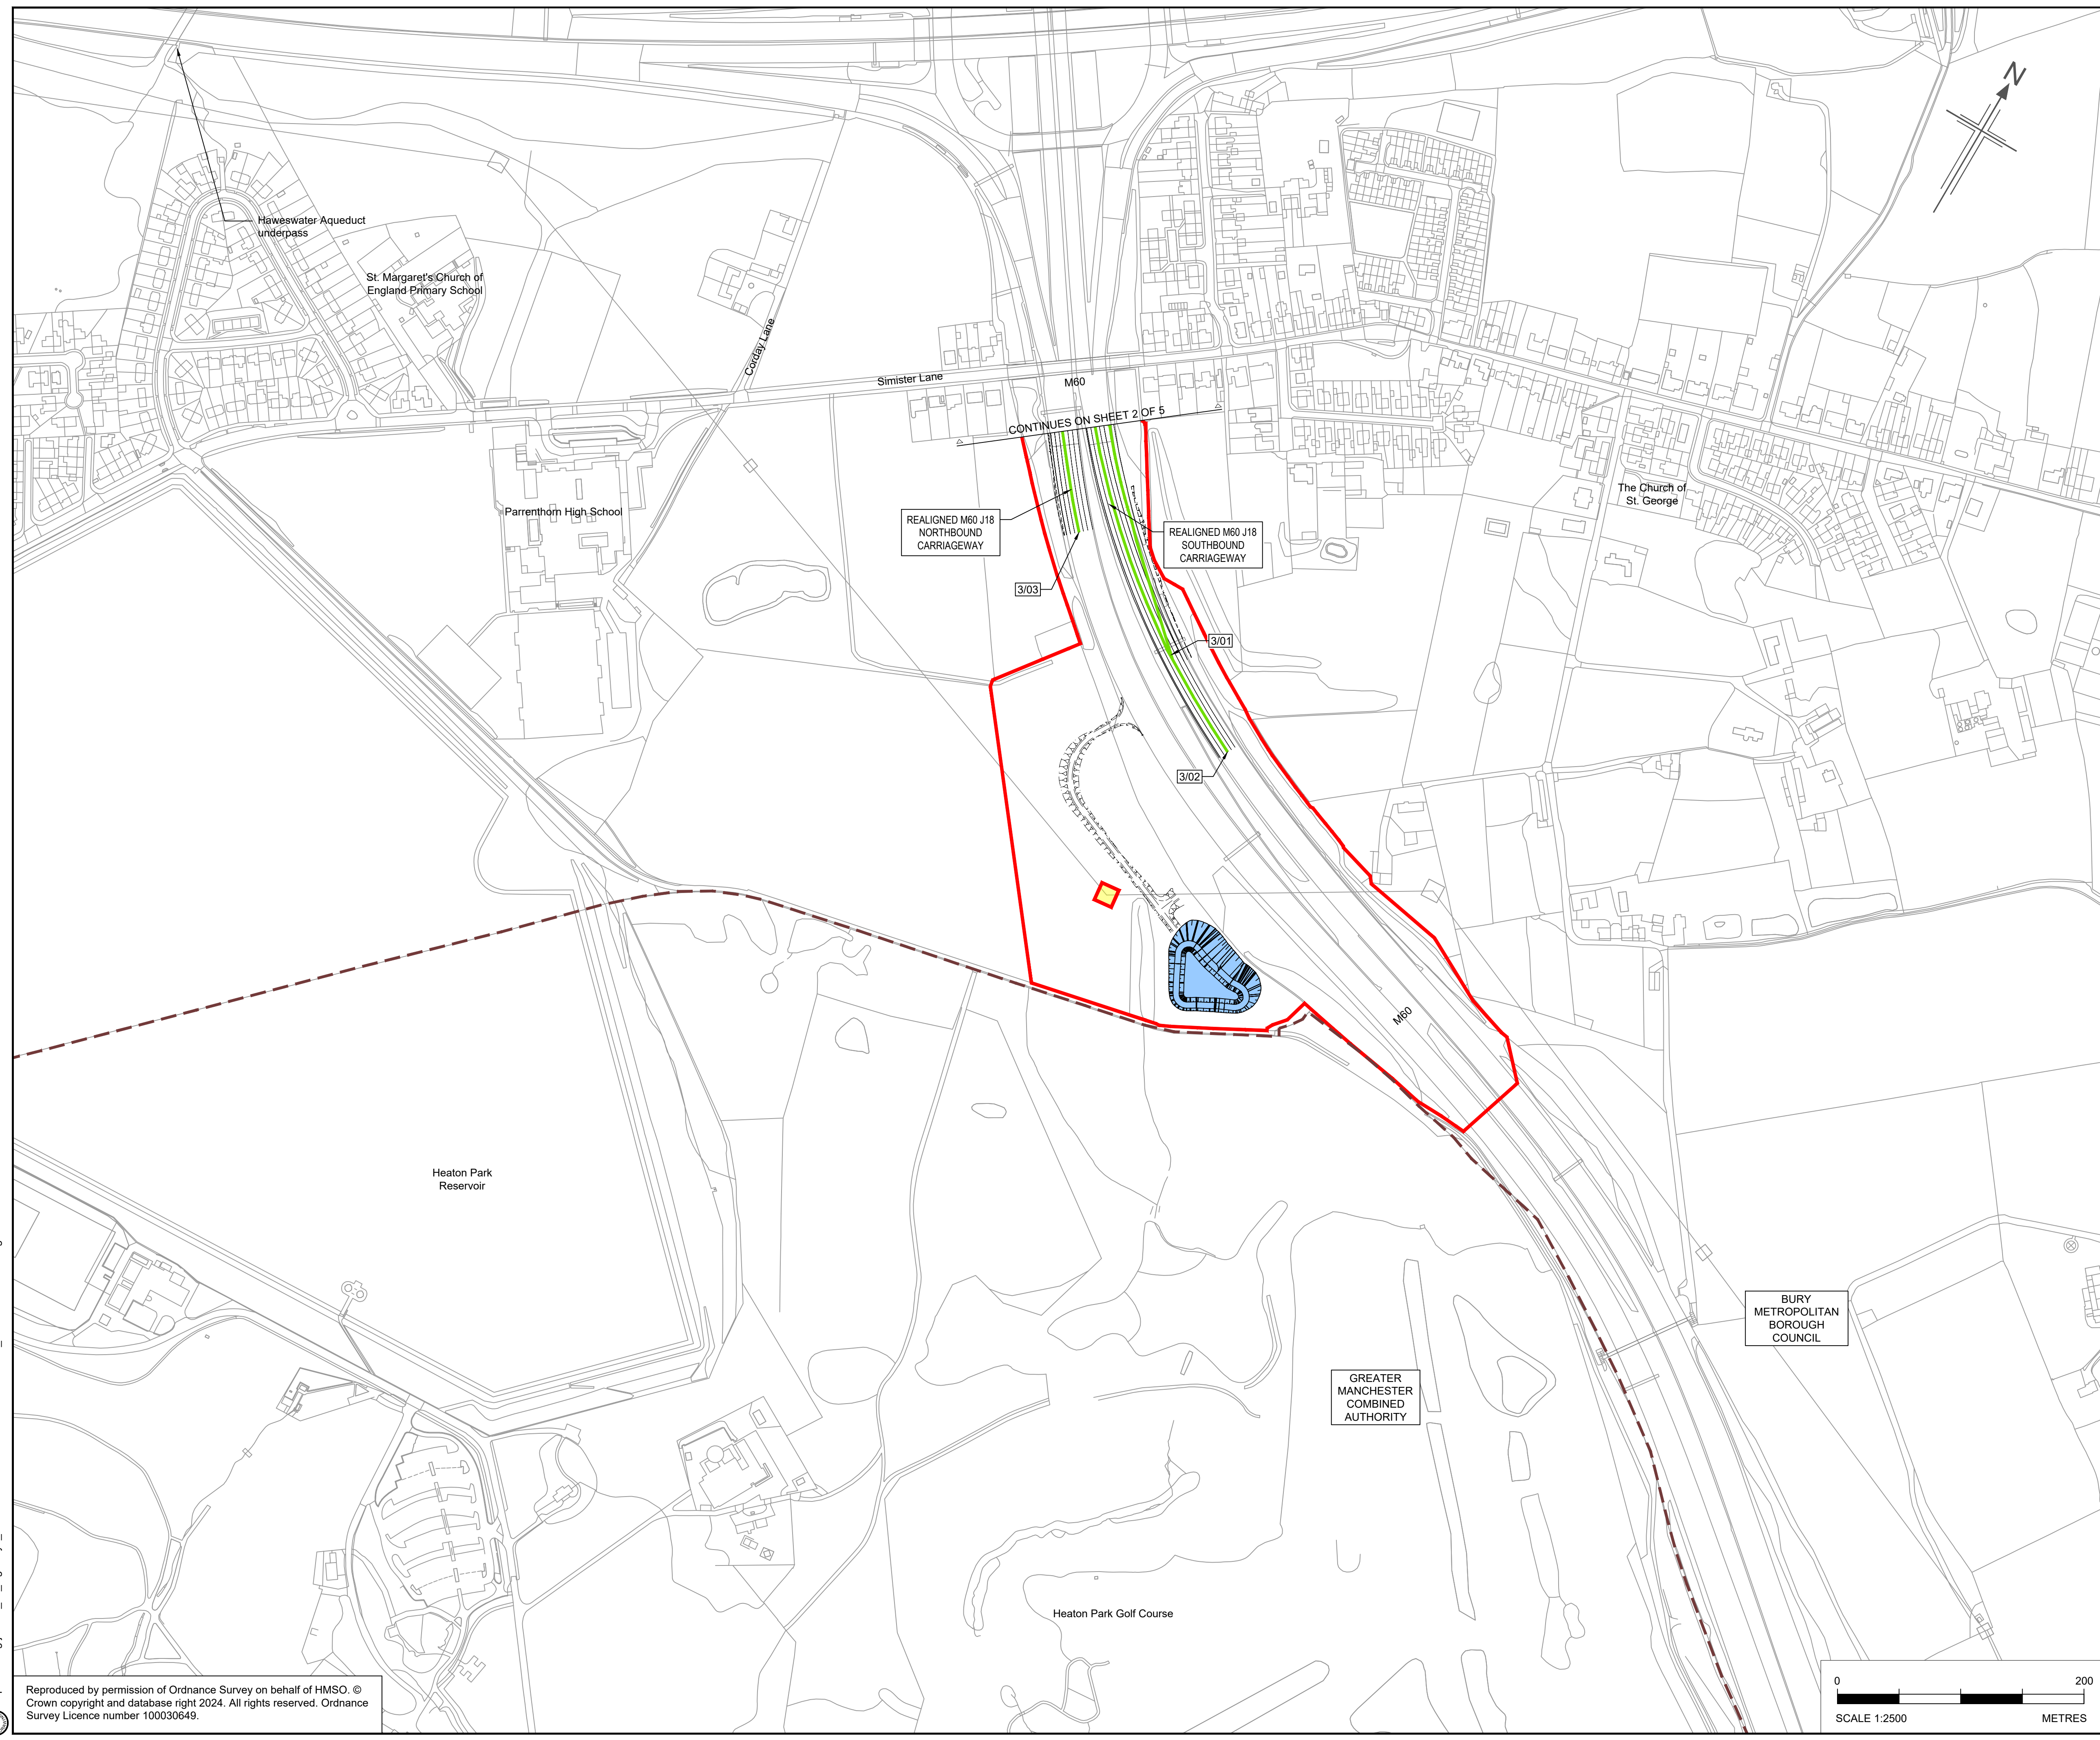 N
Haweswater Aqueduct
underpass
St. Margaret's Church of
England Primary School
Corday Lane
Simister Lane
M60
CONTINUES ON SHEET 2 OF 5
The Church of
St. George
Parrenthorn High School
REALIGNED M60 J18
NORTHBOUND
CARRIAGEWAY
REALIGNED M60 J18
SOUTHBOUND
CARRIAGEWAY
3/03
3/01
3/02
M60
Heaton Park
Reservoir
BURY
METROPOLITAN
BOROUGH
COUNCIL
GREATER
MANCHESTER
COMBINED
AUTHORITY
Heaton Park Golf Course
Reproduced by permission of Ordnance Survey on behalf of HMSO. ©
Crown copyright and database right 2024. All rights reserved. Ordnance
Survey Licence number 100030649.
0 200
SCALE 1:2500 METRES